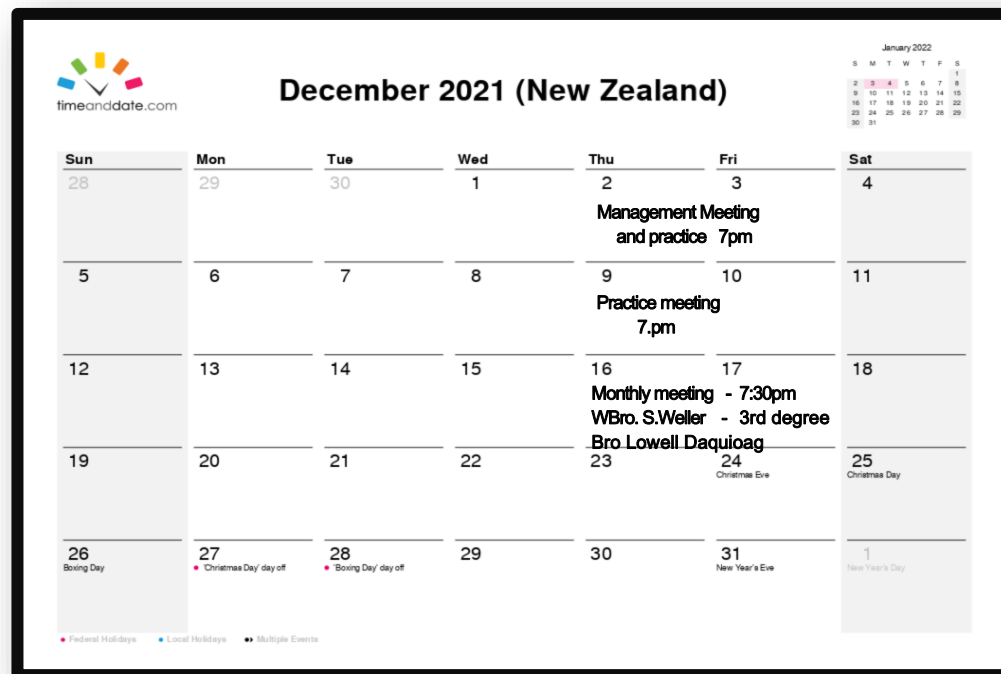 timeanddate.com
December 2021 (New Zealand)
January 2022
S M T W T F S
1
2 3 4 5 6 7 8
9 10 11 12 13 14 15
16 17 18 19 20 21 22
23 24 25 26 27 28 29
30 31
Sun Mon Tue Wed Thu Fri Sat
28 29 30 1 2 3 4
Management Meeting
and practice 7pm
5 6 7 8 9 10 11
Practice meeting
7.pm
12 13 14 15 16 17 18
Monthly meeting - 7:30pm
WBro. S.Weller - 3rd degree
Bro Lowell Daquioag
19 20 21 22 23 24 25
Christmas Eve Christmas Day
26 27 28 29 30 31 1
Boxing Day 'Christmas Day' day off 'Boxing Day' day off New Year's Eve New Year's Day
Federal Holidays Local Holidays Multiple Events